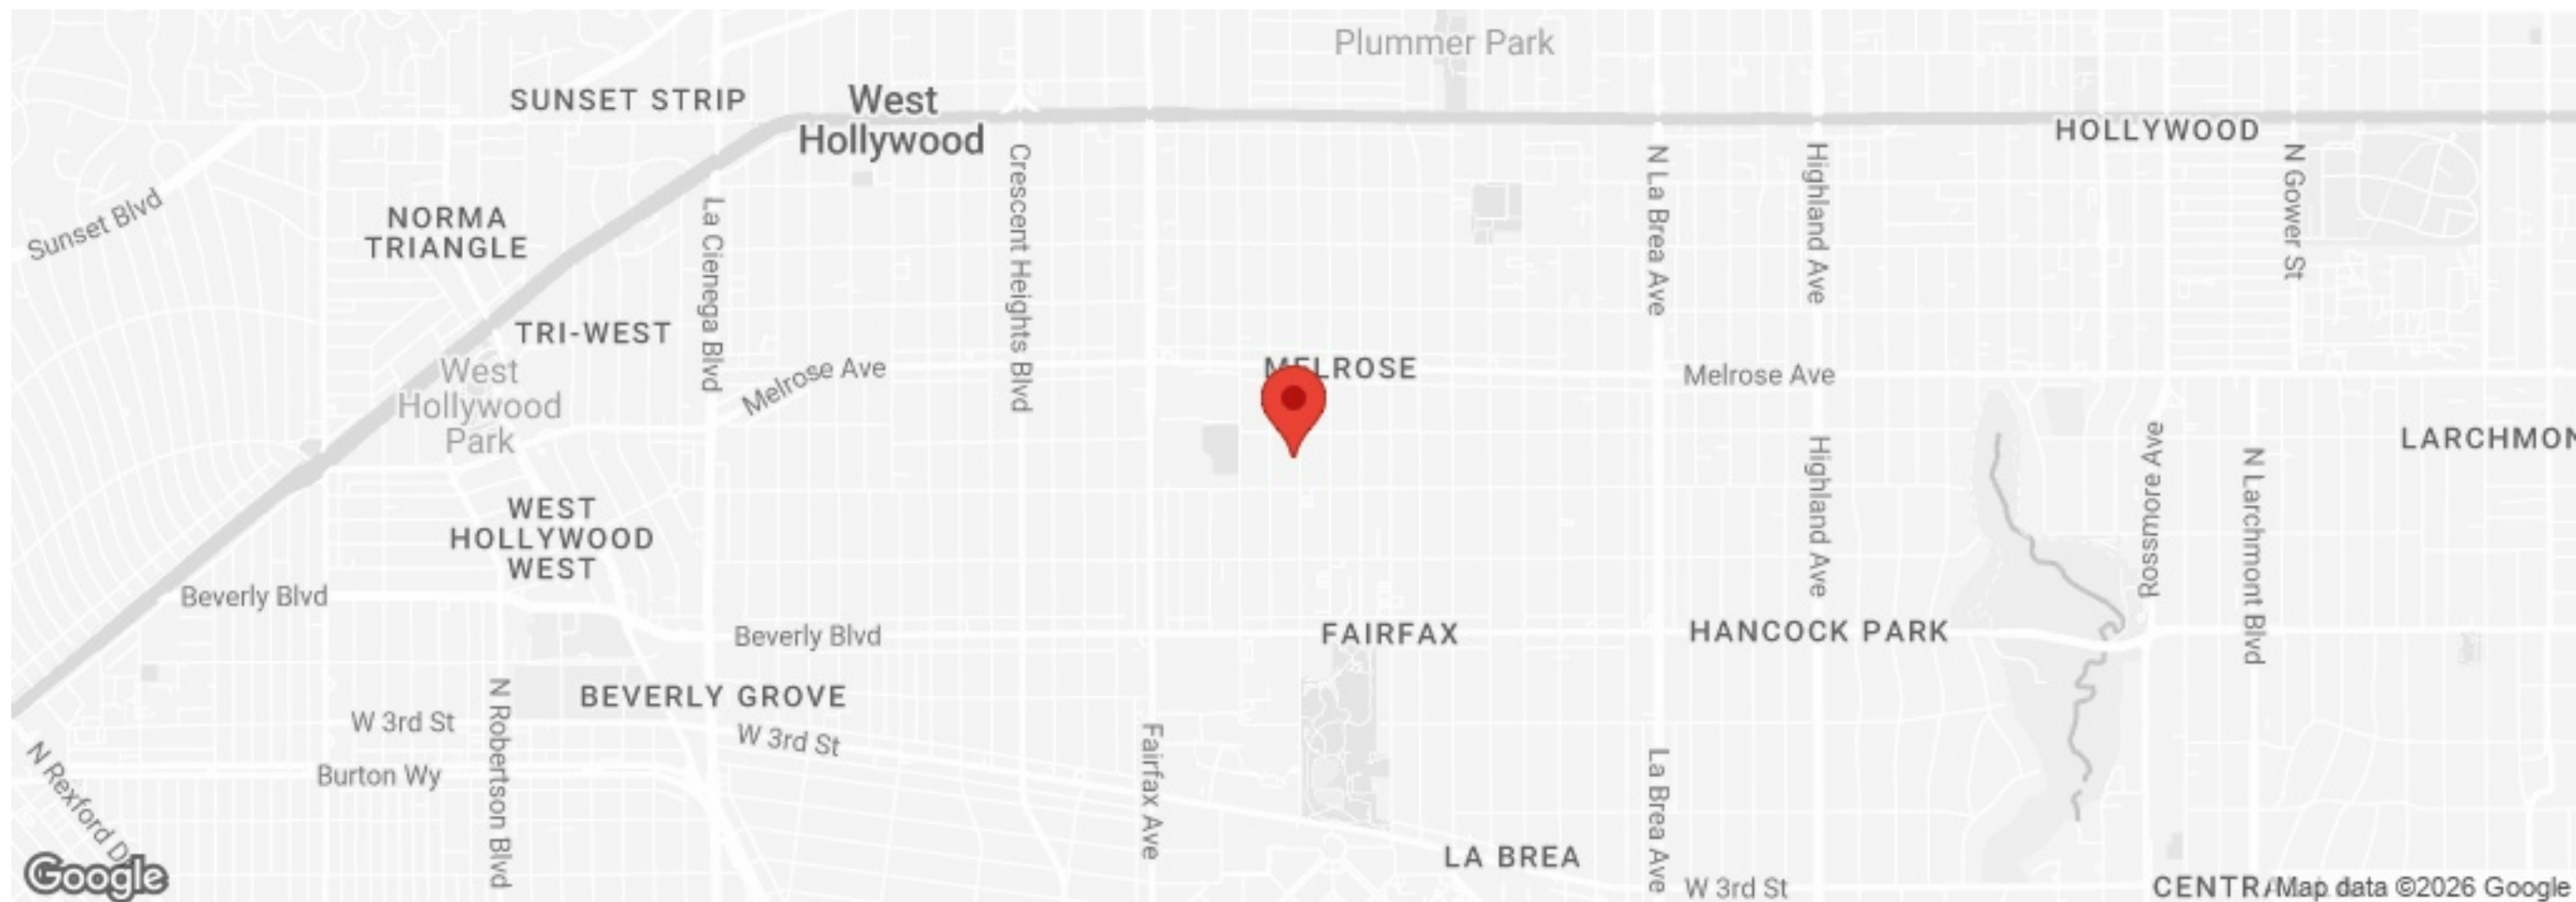 Plummer Park
SUNSET STRIP
West
Hollywood
HOLLYWOOD
Sunset Blvd
NORMA
TRIANGLE
La Cienega Blvd
Crescent Heights Blvd
N La Brea Ave
Highland Ave
N Gower St
TRI-WEST
West
Hollywood
Park
Melrose Ave
MELROSE
Melrose Ave
LARCHMON
WEST
HOLLYWOOD
WEST
Highland Ave
Rossmore Ave
N Larchmont Blvd
Beverly Blvd
Beverly Blvd
FAIRFAX
HANCOCK PARK
BEVERLY GROVE
W 3rd St
W 3rd St
N Robertson Blvd
Burton Wy
N Rexford D
Fairfax Ave
La Brea Ave
LA BREA
W 3rd St
Google
CENTRA
Map data ©2026 Google